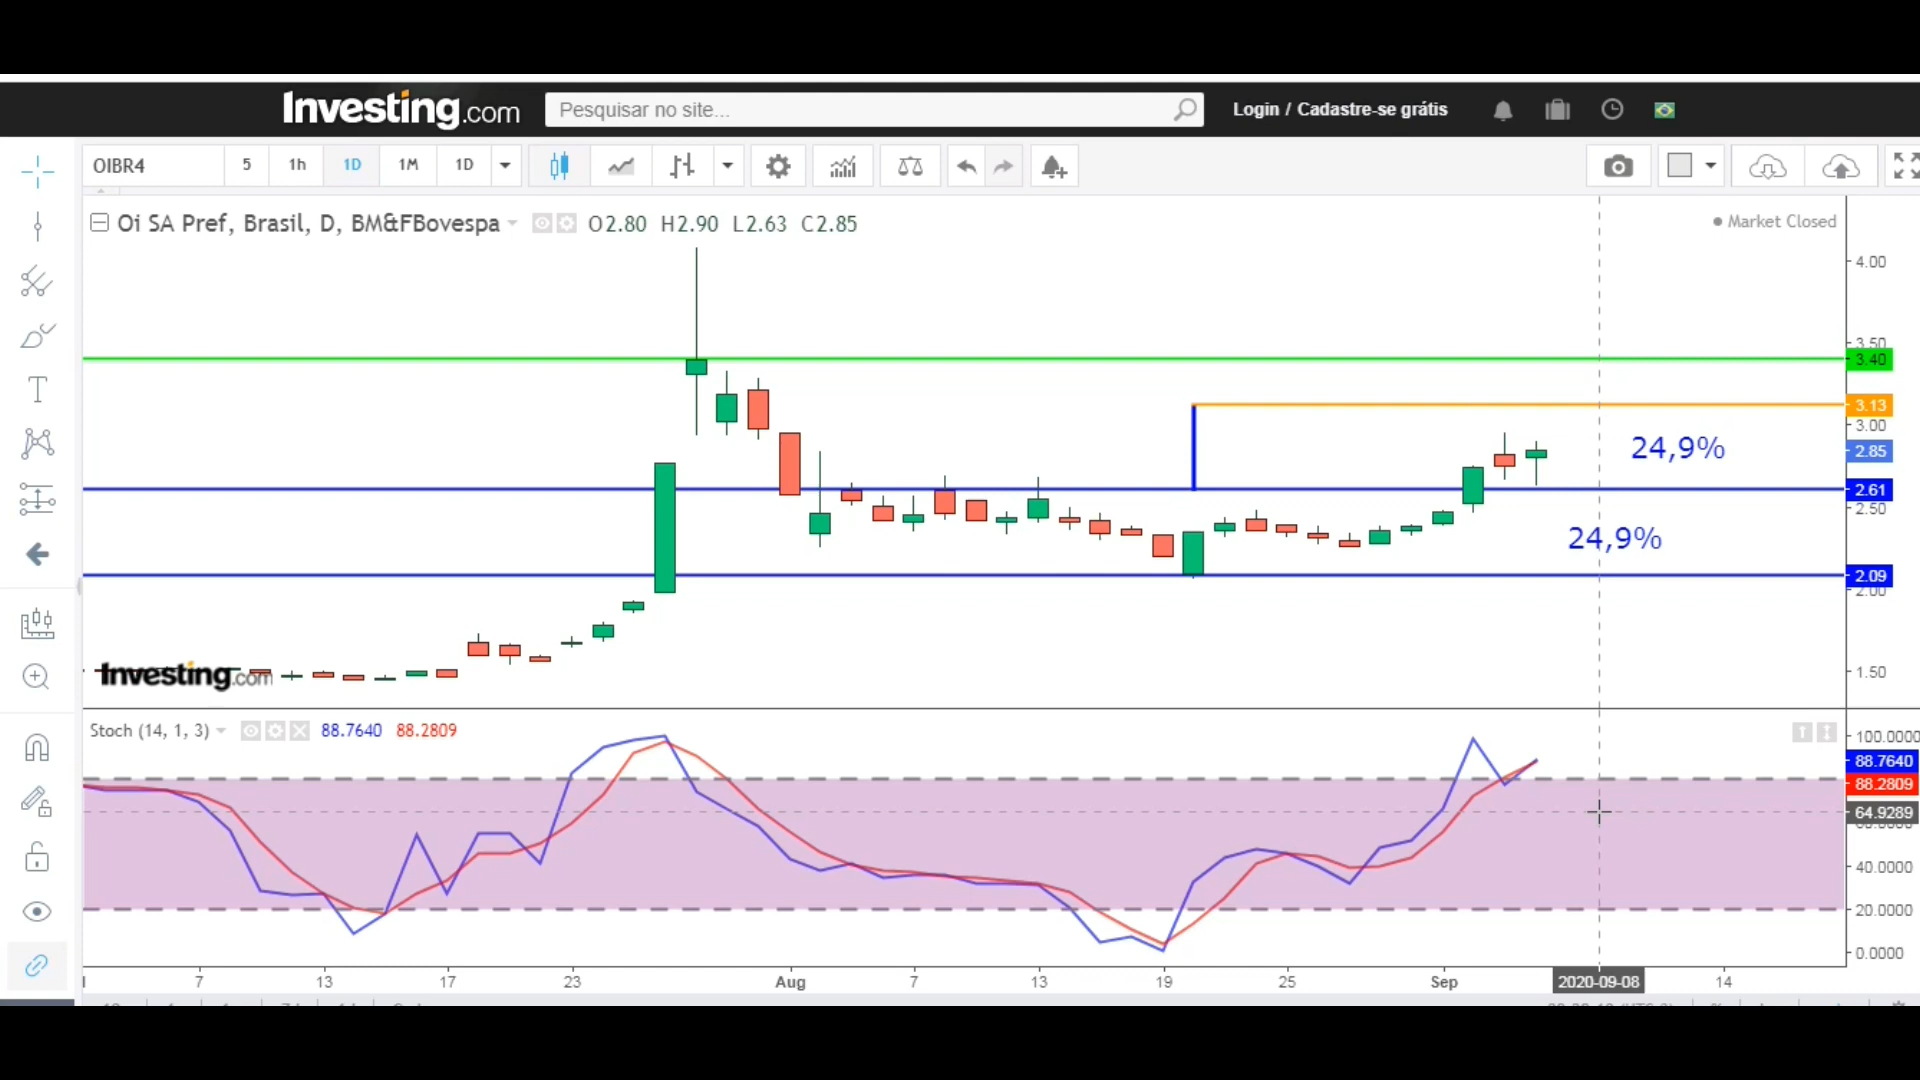 Investing.com
Pesquisar no site...
Login / Cadastre-se grátis
OIBR4 5 1h 1D 1M 1D
Oi SA Pref, Brasil, D, BM&FBovespa O2.80 H2.90 L2.63 C2.85
Market Closed
4.00
3.50
3.40
3.13
3.00
24,9%
2.85
2.61
2.50
24,9%
2.09
2.00
1.50
Investing.com
Stoch (14, 1, 3) 88.7640 88.2809
100.0000
88.7640
88.2809
64.9289
40.0000
20.0000
0.0000
7 13 17 23 Aug 7 13 19 25 Sep 2020-09-08 14